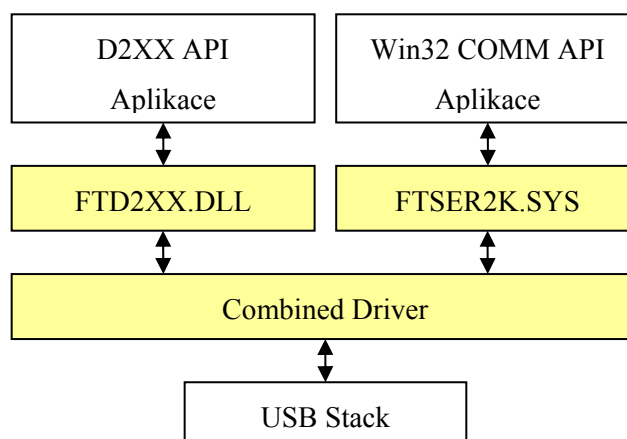 D2XX API
Aplikace
Win32 COMM API
Aplikace
FTD2XX.DLL
FTSER2K.SYS
Combined Driver
USB Stack